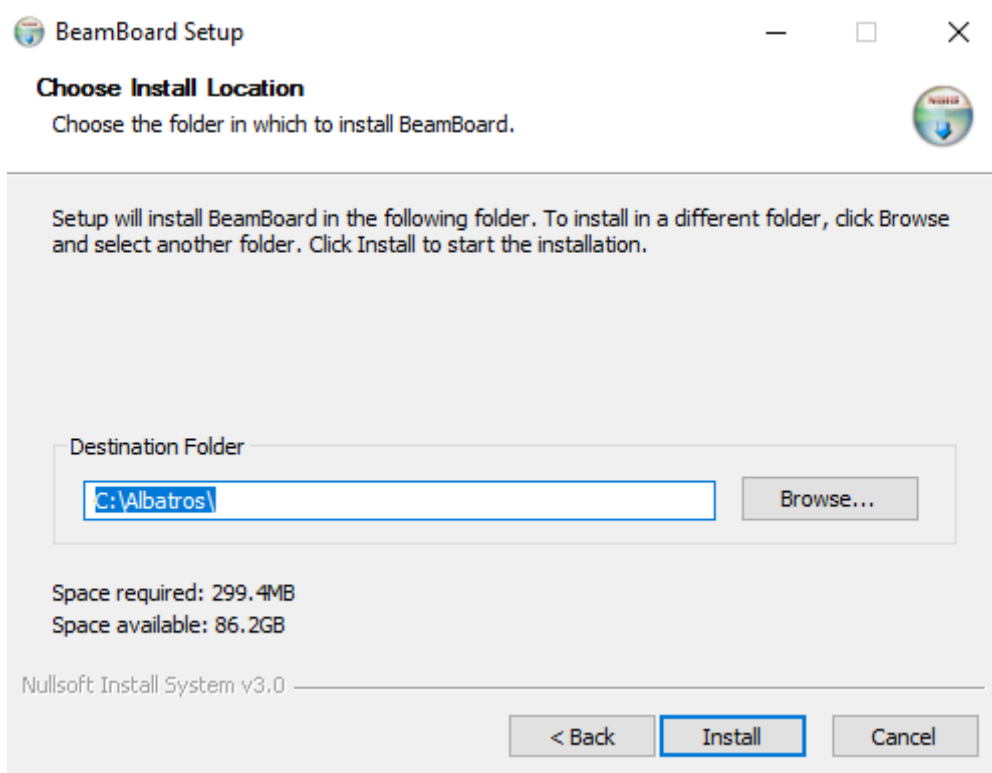 BeamBoard Setup
Choose Install Location
Choose the folder in which to install BeamBoard.
Setup will install BeamBoard in the following folder. To install in a different folder, click Browse
and select another folder. Click Install to start the installation.
Destination Folder
C:\Albatros\
Browse...
Space required: 299.4MB
Space available: 86.2GB
Nullsoft Install System v3.0
< Back
Install
Cancel